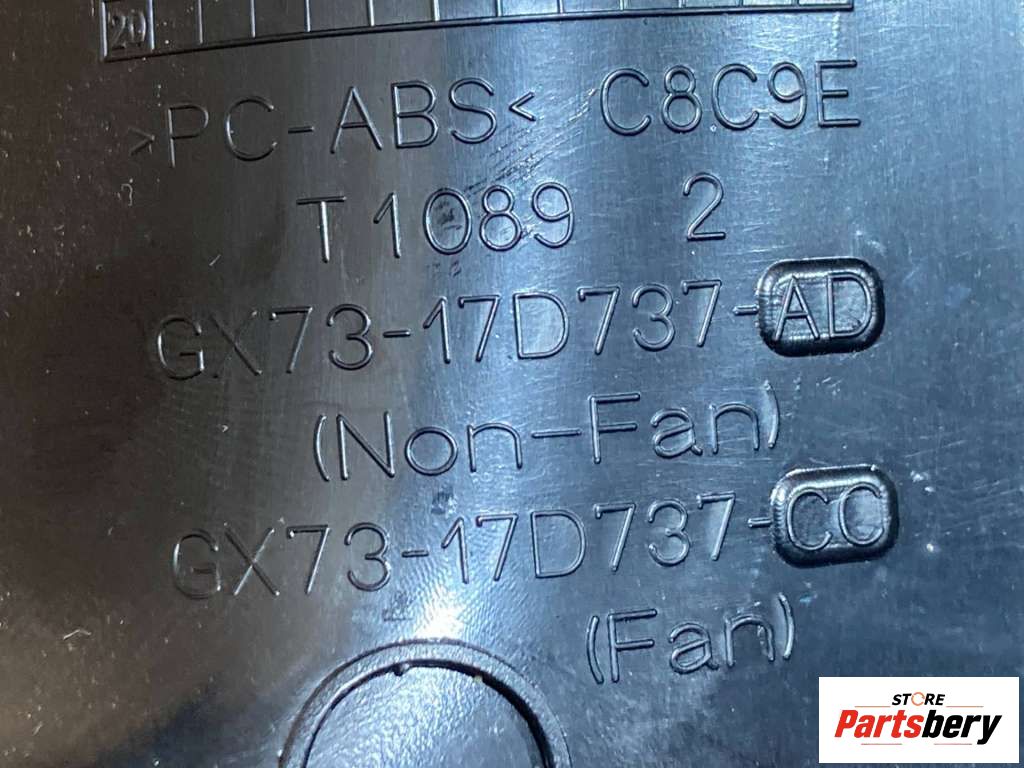 20
>PC-ABS< C8C9E
T1089 2
GX73-17D737-AD
(Non-Fan)
GX73-17D737-CC
(Fan)
STORE
Partsbery